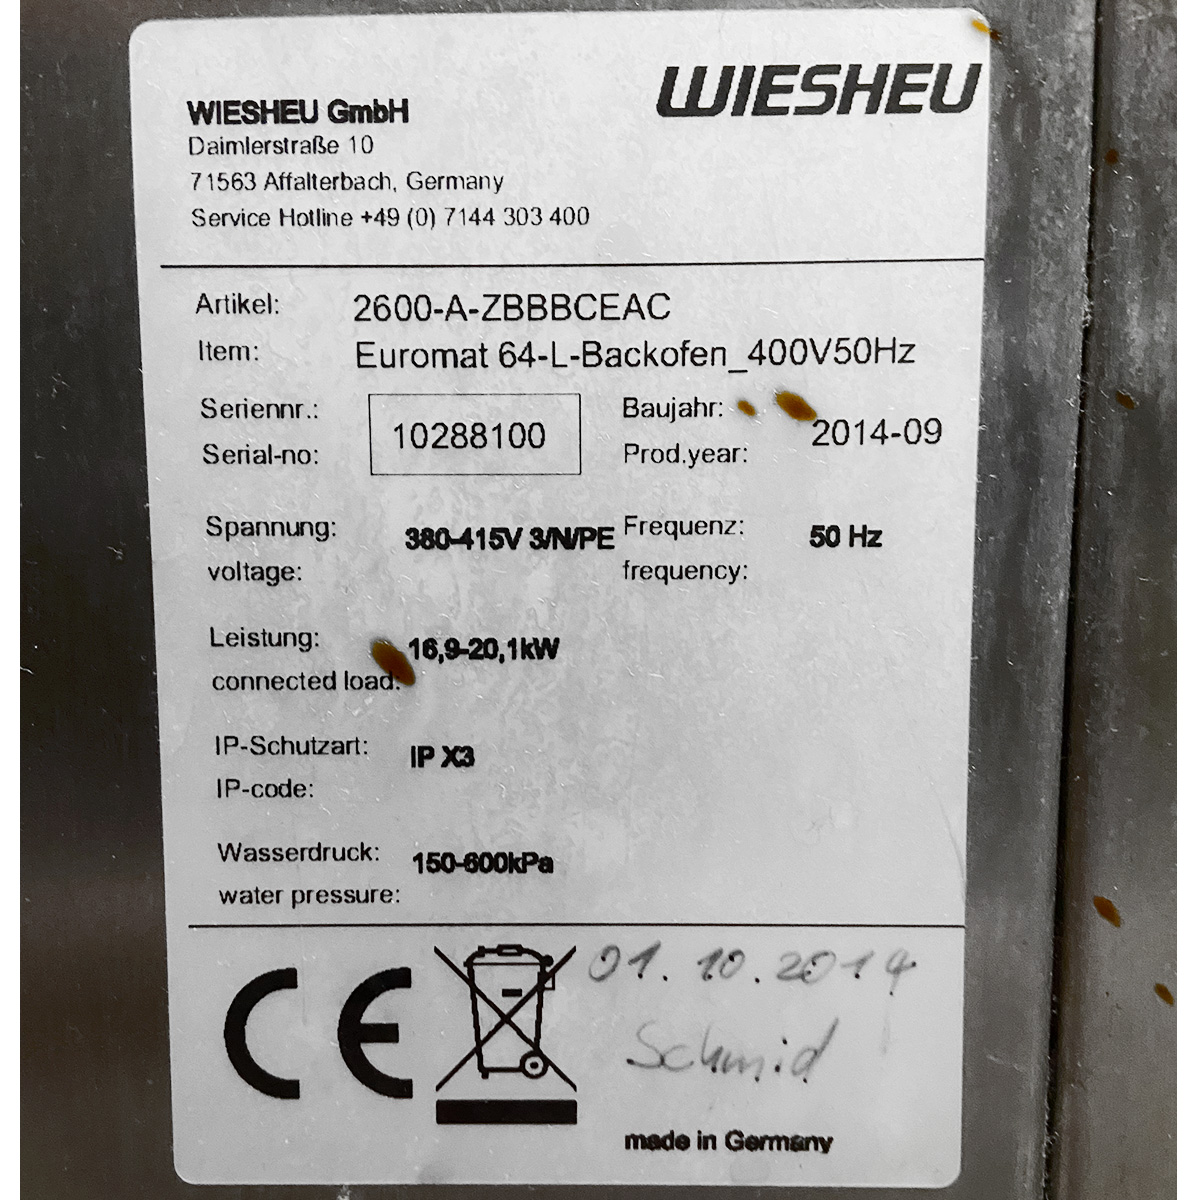 WIESHEU
WIESHEU GmbH
Daimlerstraße 10
71563 Affalterbach, Germany
Service Hotline +49 (0) 7144 303 400
Artikel: 2600-A-ZBBBCEAC
Item: Euromat 64-L-Backofen_400V50Hz
Seriennr.: Baujahr:
10288100 2014-09
Serial-no: Prod.year:
Spannung: Frequenz:
380-415V 3/N/PE 50 Hz
voltage: frequency:
Leistung:
16,9-20,1kW
connected load:
IP-Schutzart:
IP X3
IP-code:
Wasserdruck:
150-600kPa
water pressure:
CE
01.10.2014
Schmid
made in Germany